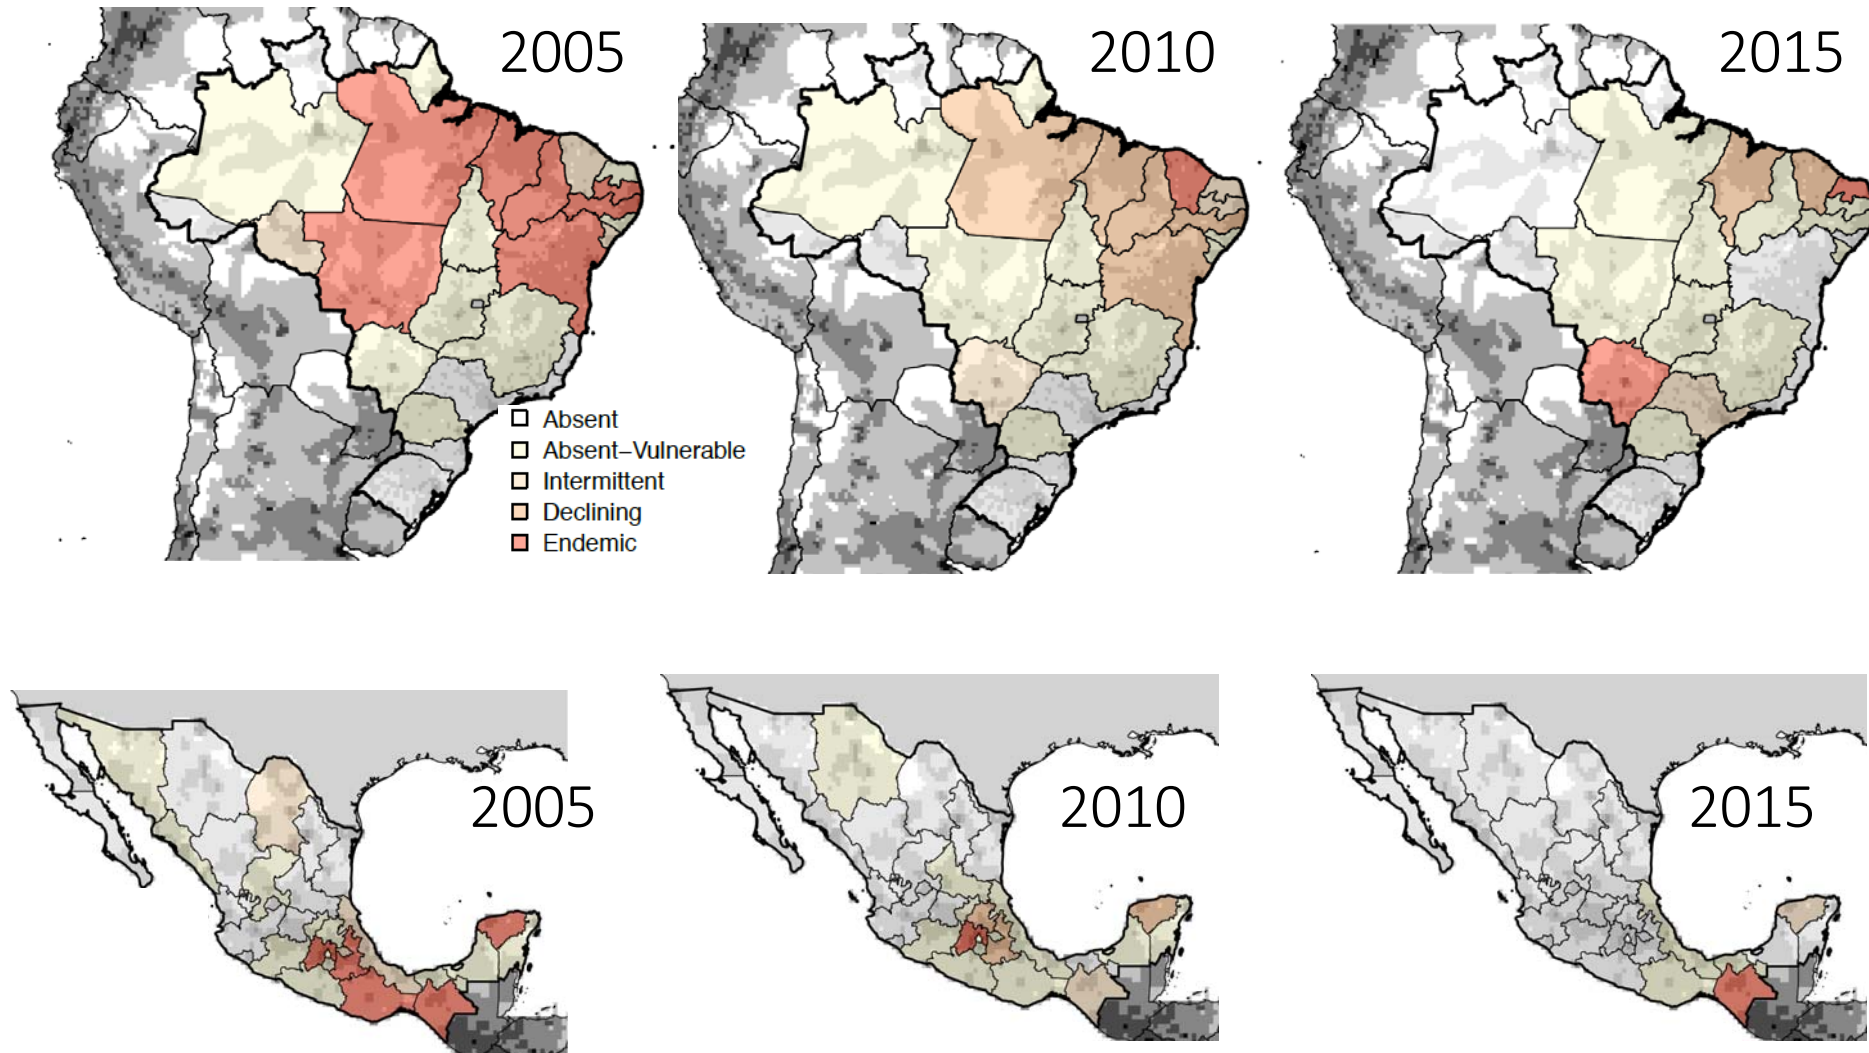 2005
2010
2015
Absent
Absent–Vulnerable
Intermittent
Declining
Endemic
2005
2010
2015